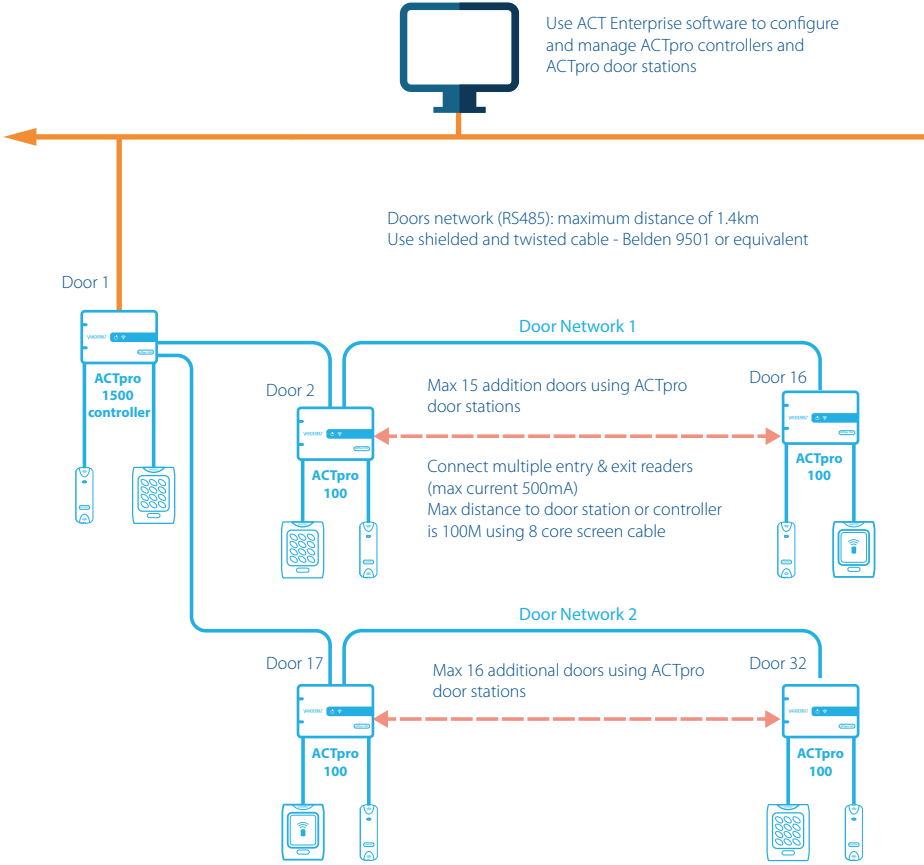 Use ACT Enterprise software to configure
and manage ACTpro controllers and
ACTpro door stations
Doors network (RS485): maximum distance of 1.4km
Use shielded and twisted cable - Belden 9501 or equivalent
Door 1
ACTpro
1500
controller
Door Network 1
Door 2
Max 15 addition doors using ACTpro
door stations
Door 16
VANDERBILT
VANDERBILT
VANDERBILT
ACTpro
100
Connect multiple entry & exit readers
(max current 500mA)
Max distance to door station or controller
is 100M using 8 core screen cable
ACTpro
100
Door Network 2
Door 17
Max 16 additional doors using ACTpro
door stations
Door 32
VANDERBILT
VANDERBILT
ACTpro
100
ACTpro
100